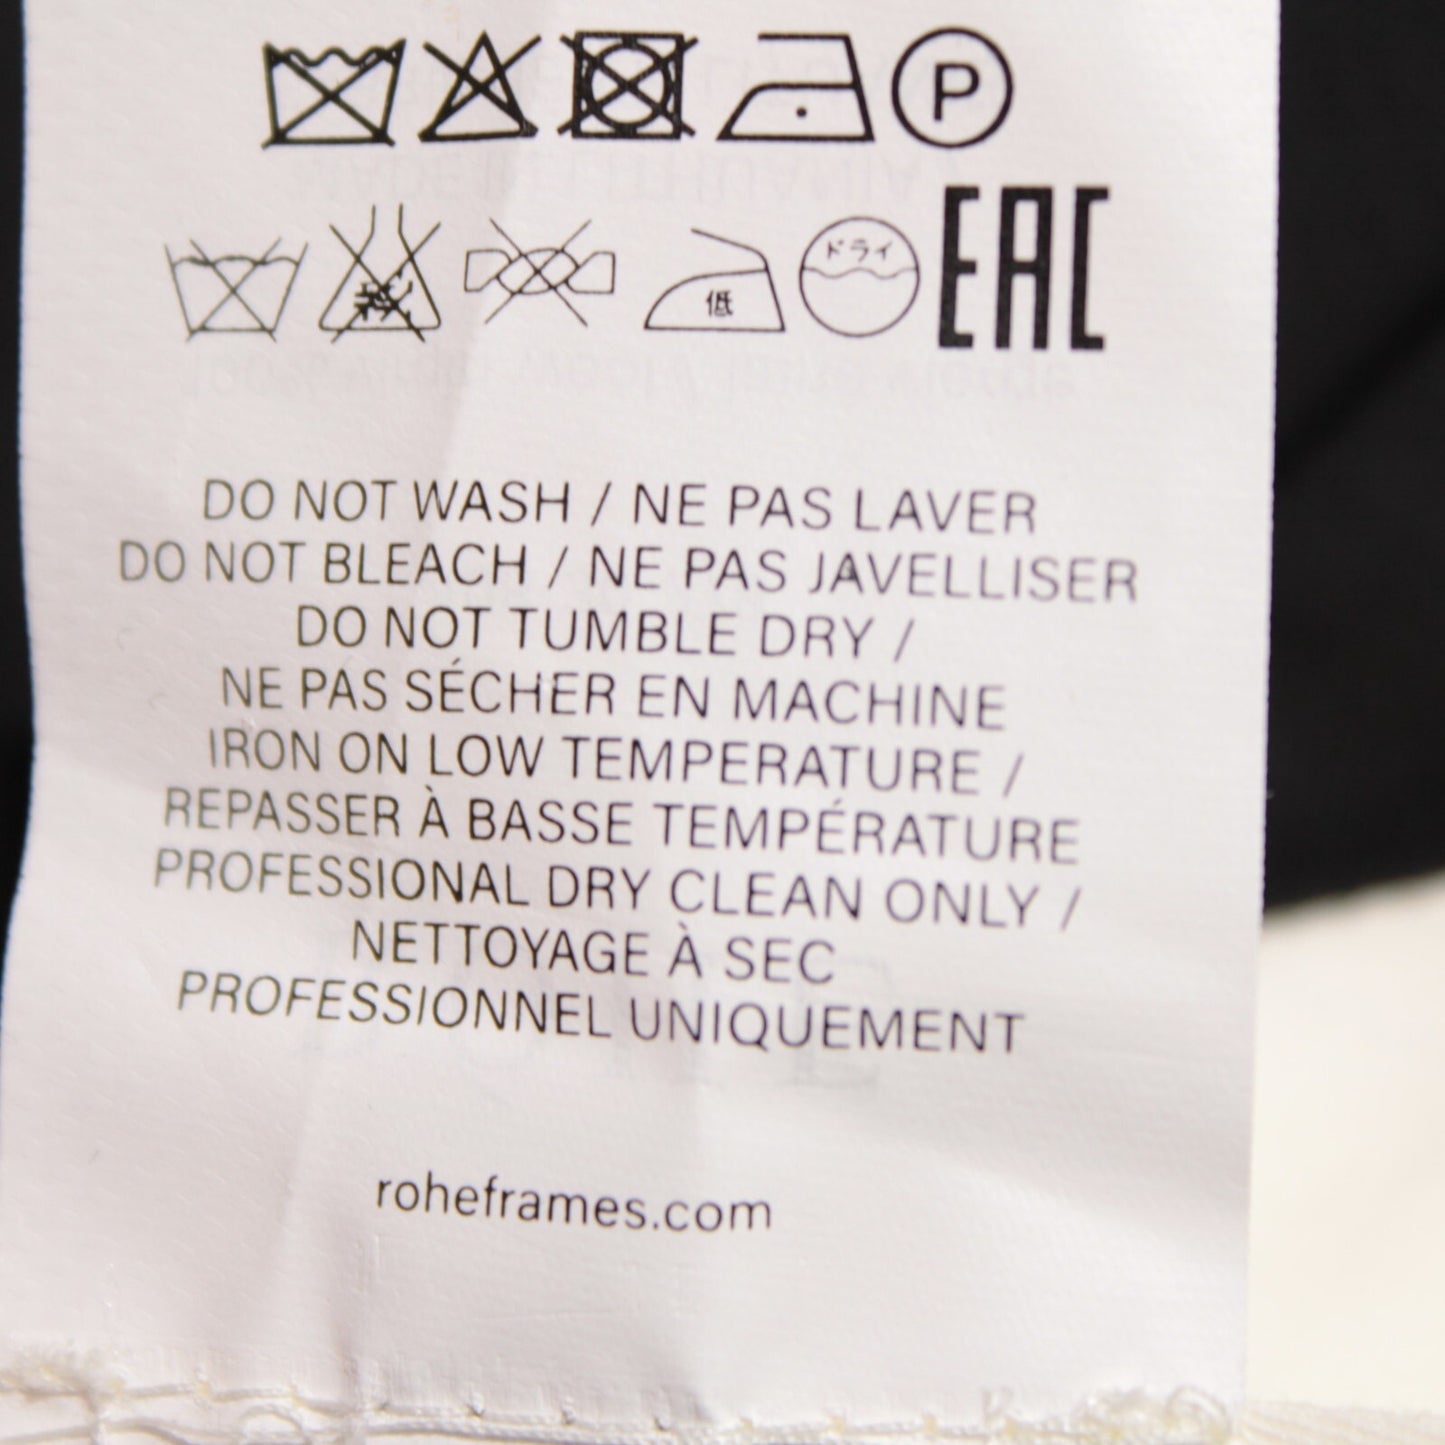 P
ドライ
低
EAC
DO NOT WASH / NE PAS LAVER
DO NOT BLEACH / NE PAS JAVELLISER
DO NOT TUMBLE DRY /
NE PAS SÉCHER EN MACHINE
IRON ON LOW TEMPERATURE /
REPASSER À BASSE TEMPÉRATURE
PROFESSIONAL DRY CLEAN ONLY /
NETTOYAGE À SEC
PROFESSIONNEL UNIQUEMENT
roheframes.com